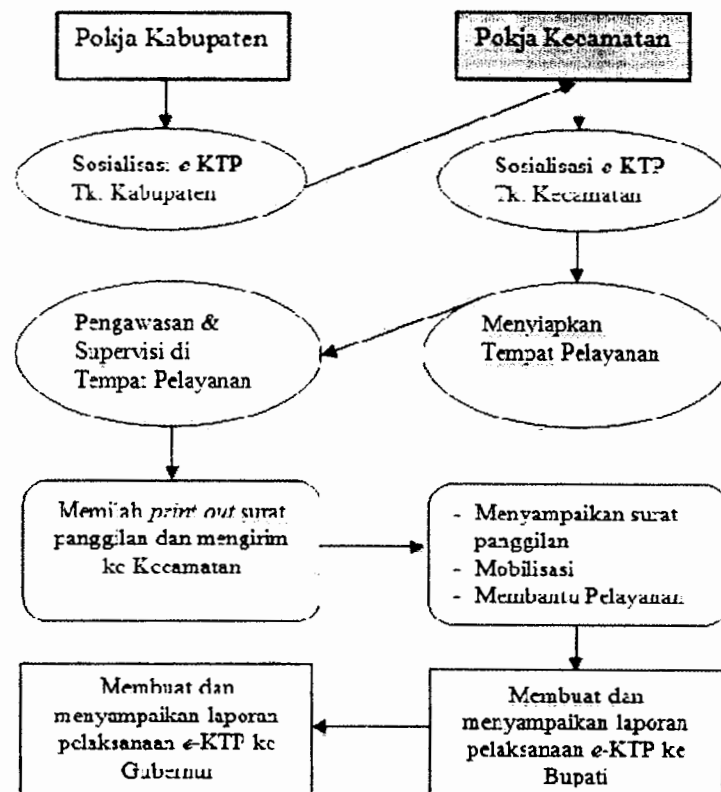 Pokja Kabupaten
Pokja Kecamatan
Sosialisasi e KTP
Tk. Kabupaten
Sosialisasi e KT?
Tk. Kecamatan
Pengawasan &
Supervisi di
Tempat Pelayanan
Menyiapkan
Tempat Pelayanan
Memilah print out surat
panggilan dan mengirim
ke Kecamatan
- Menyampaikan surat
panggilan
- Mobilisasi
- Membantu Pelayanan
Membuat dan
menyampaikan laporan
pelaksanaan e-KTP ke
Gubernur
Membuat dan
menyampaikan laporan
pelaksanaan e-KTP ke
Bupati